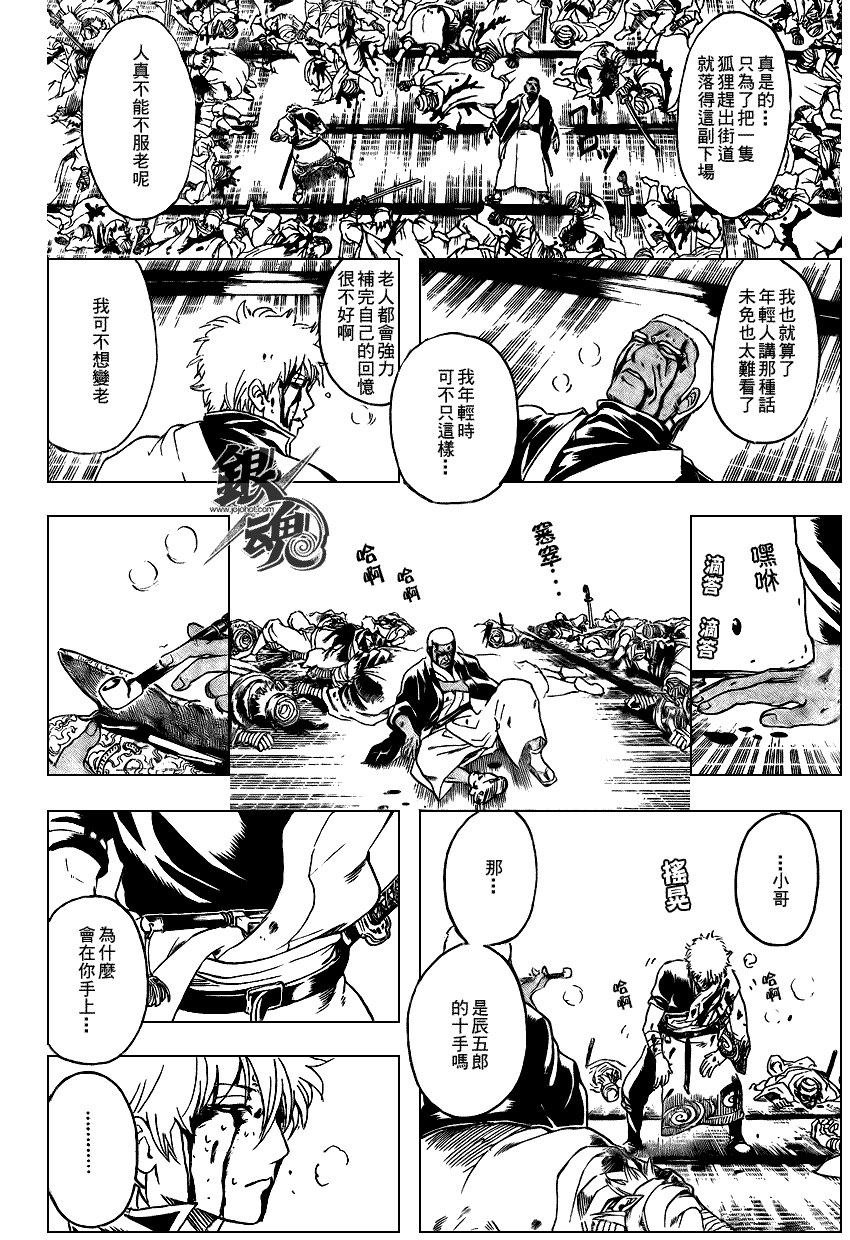 真是的…
只為了把一隻
狐狸趕出街道
就落得這副下場
人真不能不服老呢
我也就算了
年輕人講那種話
未免也太難看了
我年輕時
可不只這樣…
老人都會強力
補完自己的回憶
很不好啊
我可不想變老
銀魂
www.jojohot.com
嘿咻
滴答
滴答
窸窣…
哈啊
哈啊
…小哥
搖晃
哈啊
哈啊
那…
是辰五郎
的十手嗎
為什麼
會在你手上…
………